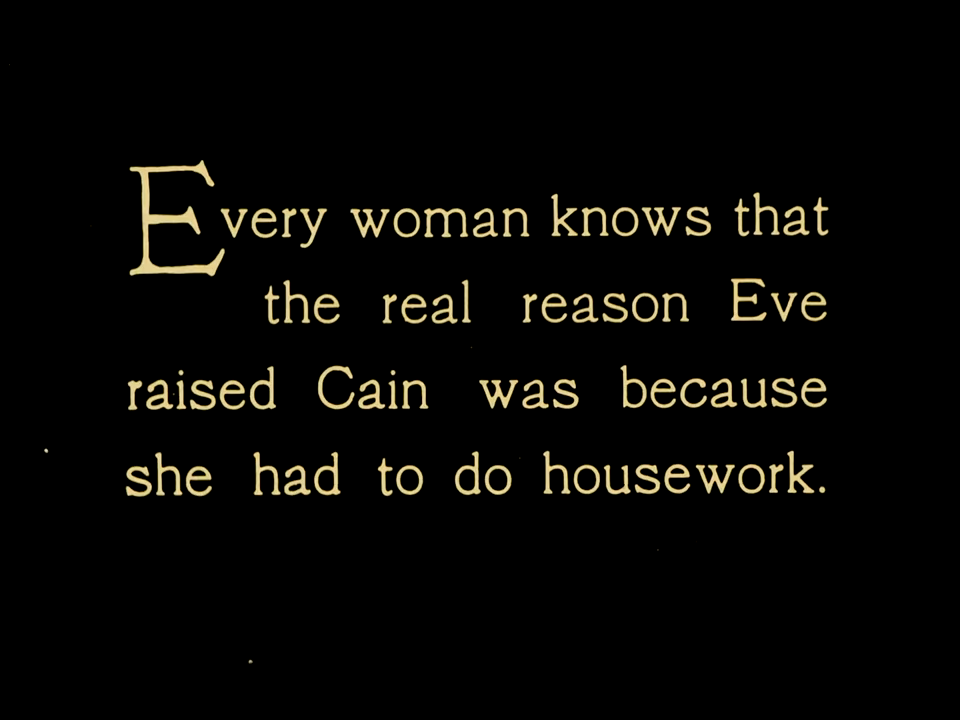 Every woman knows that
the real reason Eve
raised Cain was because
she had to do housework.